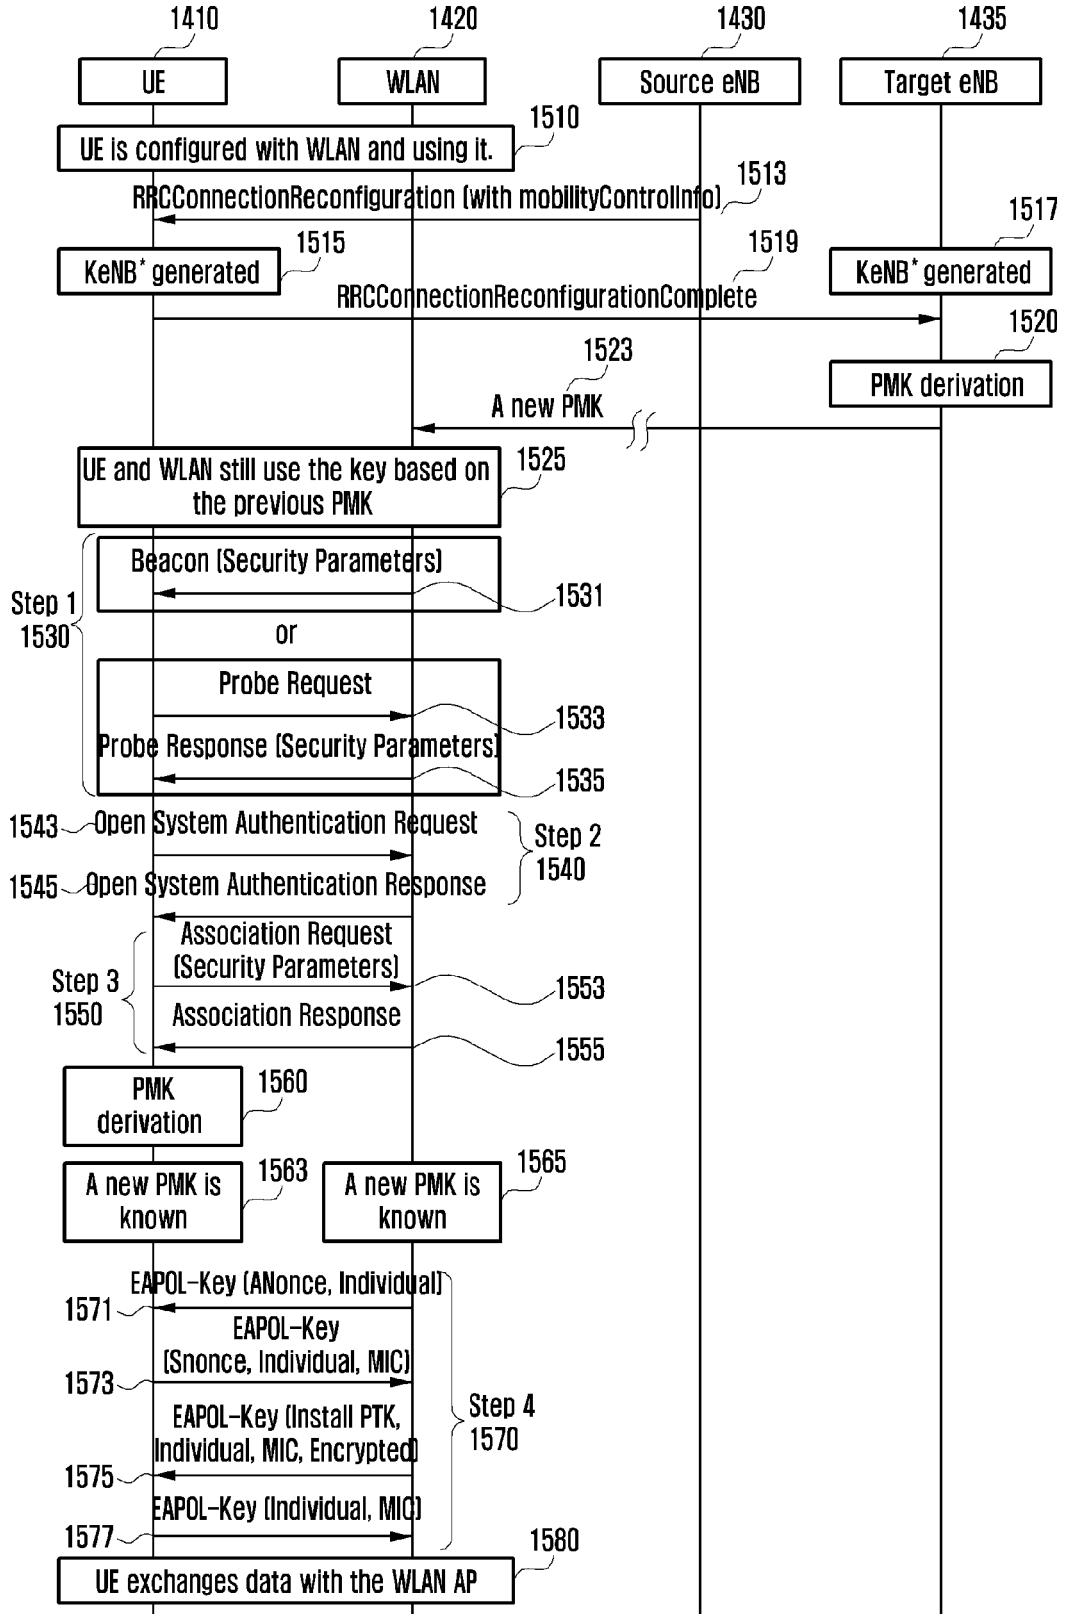 1410
1420
1430
1435
UE
WLAN
Source eNB
Target eNB
1510
UE is configured with WLAN and using it.
1513
RRCConnectionReconfiguration (with mobilityControlInfo)
1515
1519
1517
KeNB* generated
KeNB* generated
RRCConnectionReconfigurationComplete
1520
1523
PMK derivation
A new PMK
1525
UE and WLAN still use the key based on
the previous PMK
Beacon (Security Parameters)
1531
Step 1
1530
or
Probe Request
1533
Probe Response (Security Parameters)
1535
1543
Open System Authentication Request
Step 2
1540
1545
Open System Authentication Response
Association Request
(Security Parameters)
1553
Step 3
1550
Association Response
1555
1560
PMK
derivation
1563
1565
A new PMK is
known
A new PMK is
known
EAPOL-Key (ANonce, Individual)
1571
EAPOL-Key
(Snonce, Individual, MIC)
1573
Step 4
1570
EAPOL-Key (Install PTK,
Individual, MIC, Encrypted)
1575
EAPOL-Key (Individual, MIC)
1577
1580
UE exchanges data with the WLAN AP